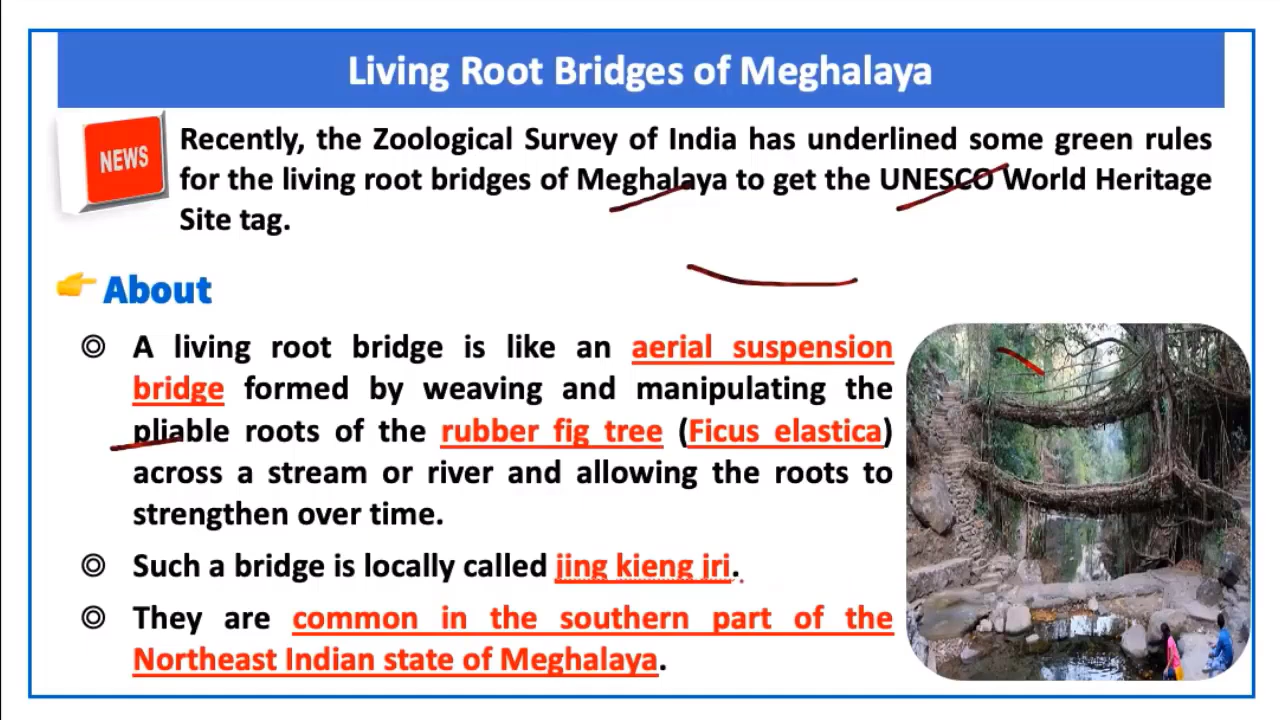 Living Root Bridges of Meghalaya
NEWS
Recently, the Zoological Survey of India has underlined some green rules
for the living root bridges of Meghalaya to get the UNESCO World Heritage
Site tag.
👉 About
◎ A living root bridge is like an aerial suspension
bridge formed by weaving and manipulating the
pliable roots of the rubber fig tree (Ficus elastica)
across a stream or river and allowing the roots to
strengthen over time.
◎ Such a bridge is locally called jing kieng jri.
◎ They are common in the southern part of the
Northeast Indian state of Meghalaya.